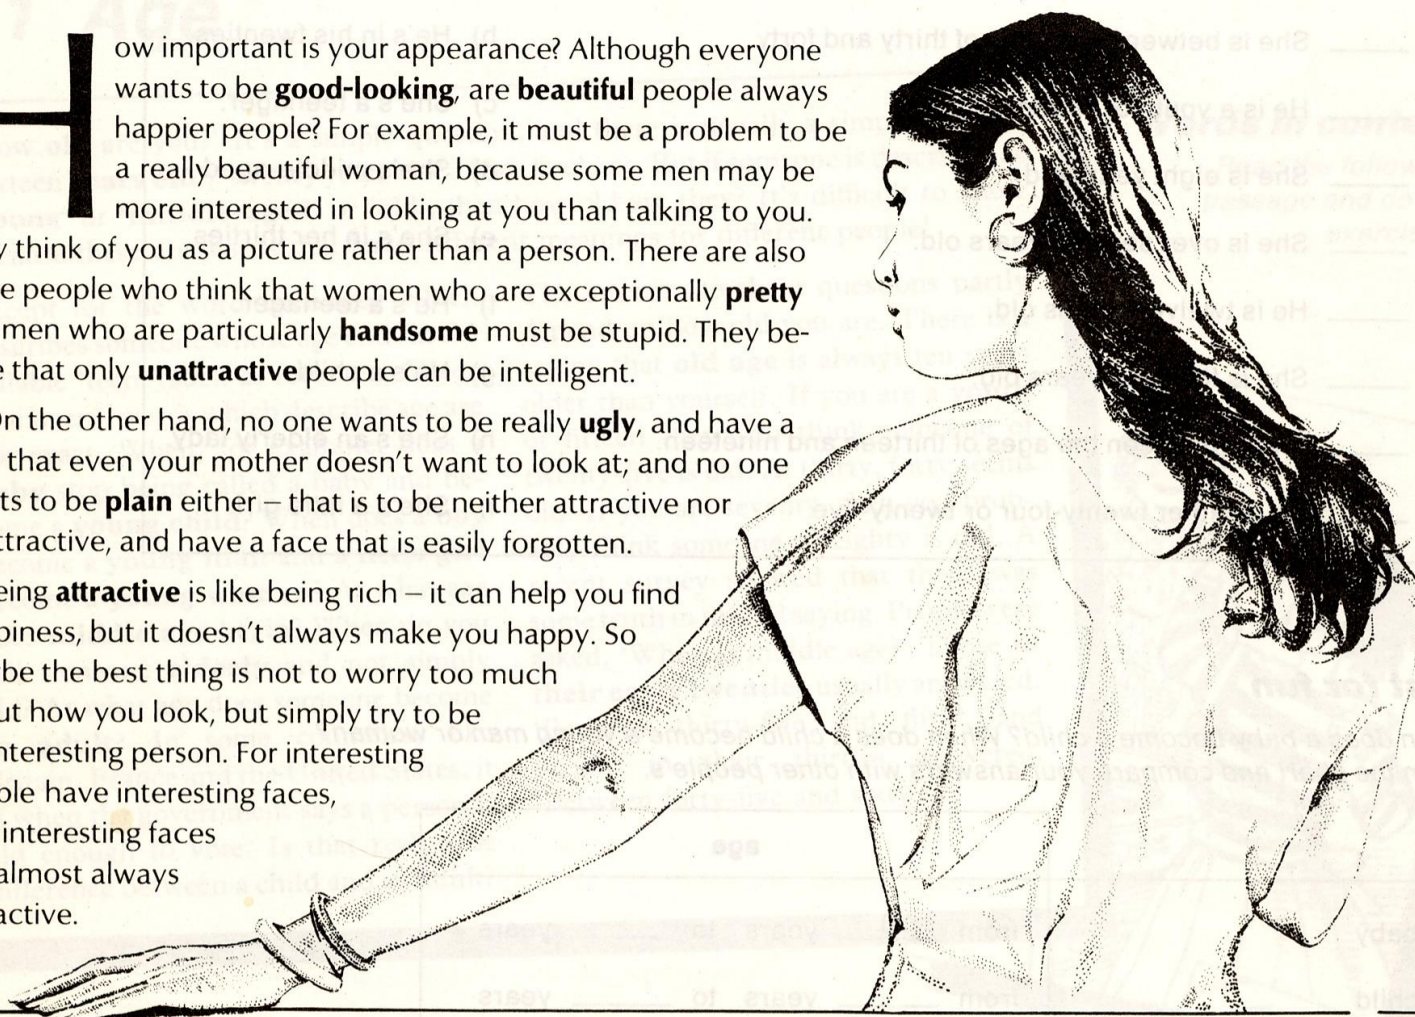 How important is your appearance? Although everyone
wants to be good-looking, are beautiful people always
happier people? For example, it must be a problem to be
a really beautiful woman, because some men may be
more interested in looking at you than talking to you.
y think of you as a picture rather than a person. There are also
e people who think that women who are exceptionally pretty
men who are particularly handsome must be stupid. They be-
e that only unattractive people can be intelligent.
n the other hand, no one wants to be really ugly, and have a
that even your mother doesn't want to look at; and no one
ts to be plain either – that is to be neither attractive nor
ttractive, and have a face that is easily forgotten.
eing attractive is like being rich – it can help you find
piness, but it doesn't always make you happy. So
be the best thing is not to worry too much
ut how you look, but simply try to be
nteresting person. For interesting
ple have interesting faces,
interesting faces
almost always
active.